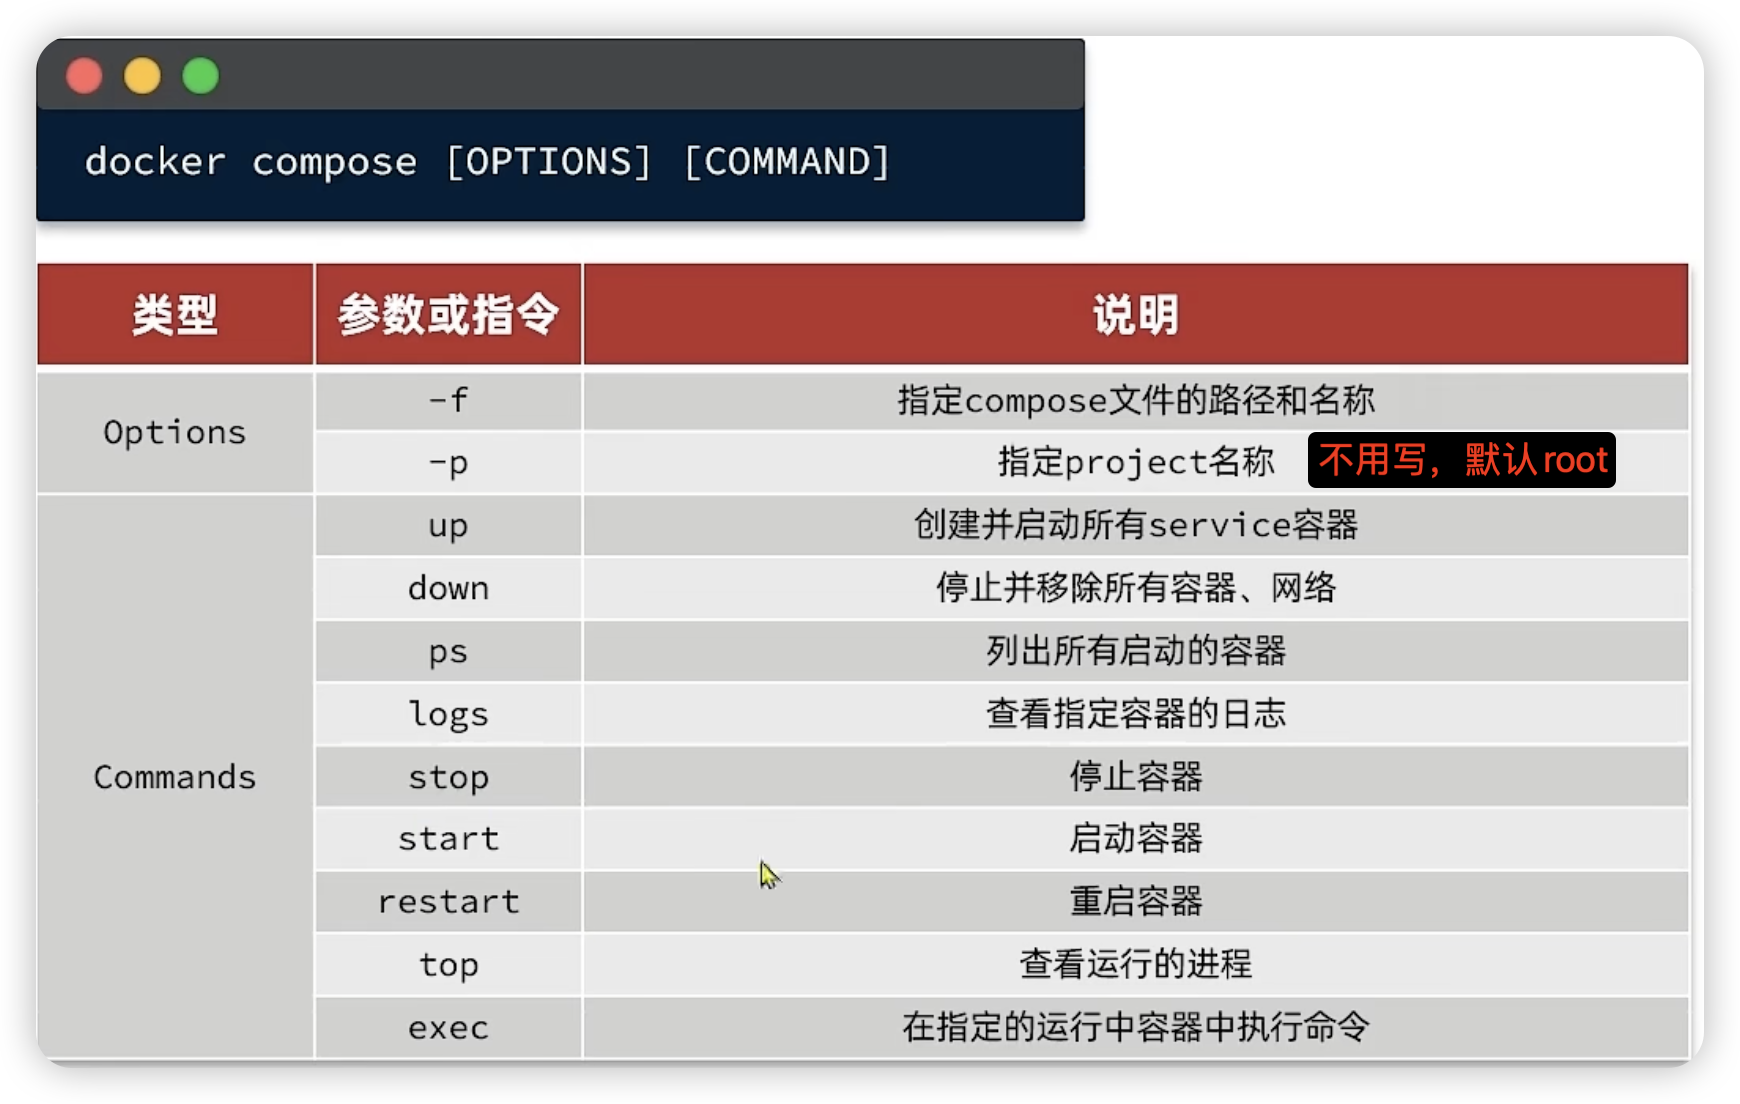 docker compose [OPTIONS] [COMMAND]
类型 参数或指令 说明
Options
-f 指定compose文件的路径和名称
-p 指定project名称 不用写，默认root
Commands
up 创建并启动所有service容器
down 停止并移除所有容器、网络
ps 列出所有启动的容器
logs 查看指定容器的日志
stop 停止容器
start 启动容器
restart 重启容器
top 查看运行的进程
exec 在指定的运行中容器中执行命令